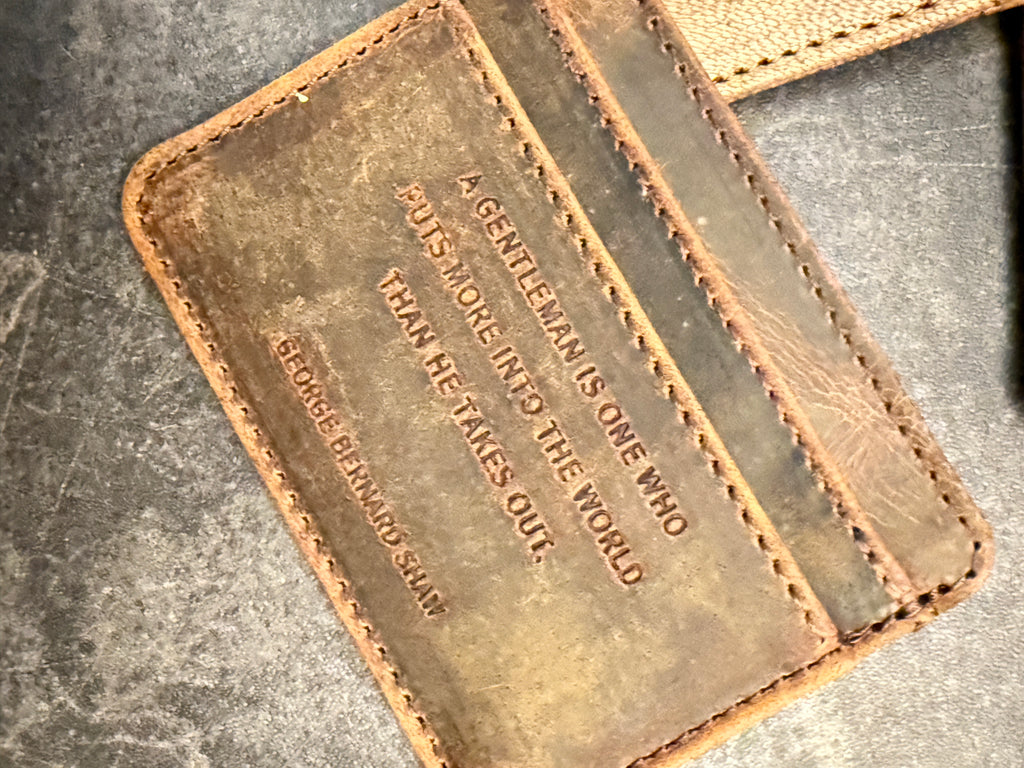 A GENTLEMAN IS ONE WHO
PUTS MORE INTO THE WORLD
THAN HE TAKES OUT.
GEORGE BERNARD SHAW